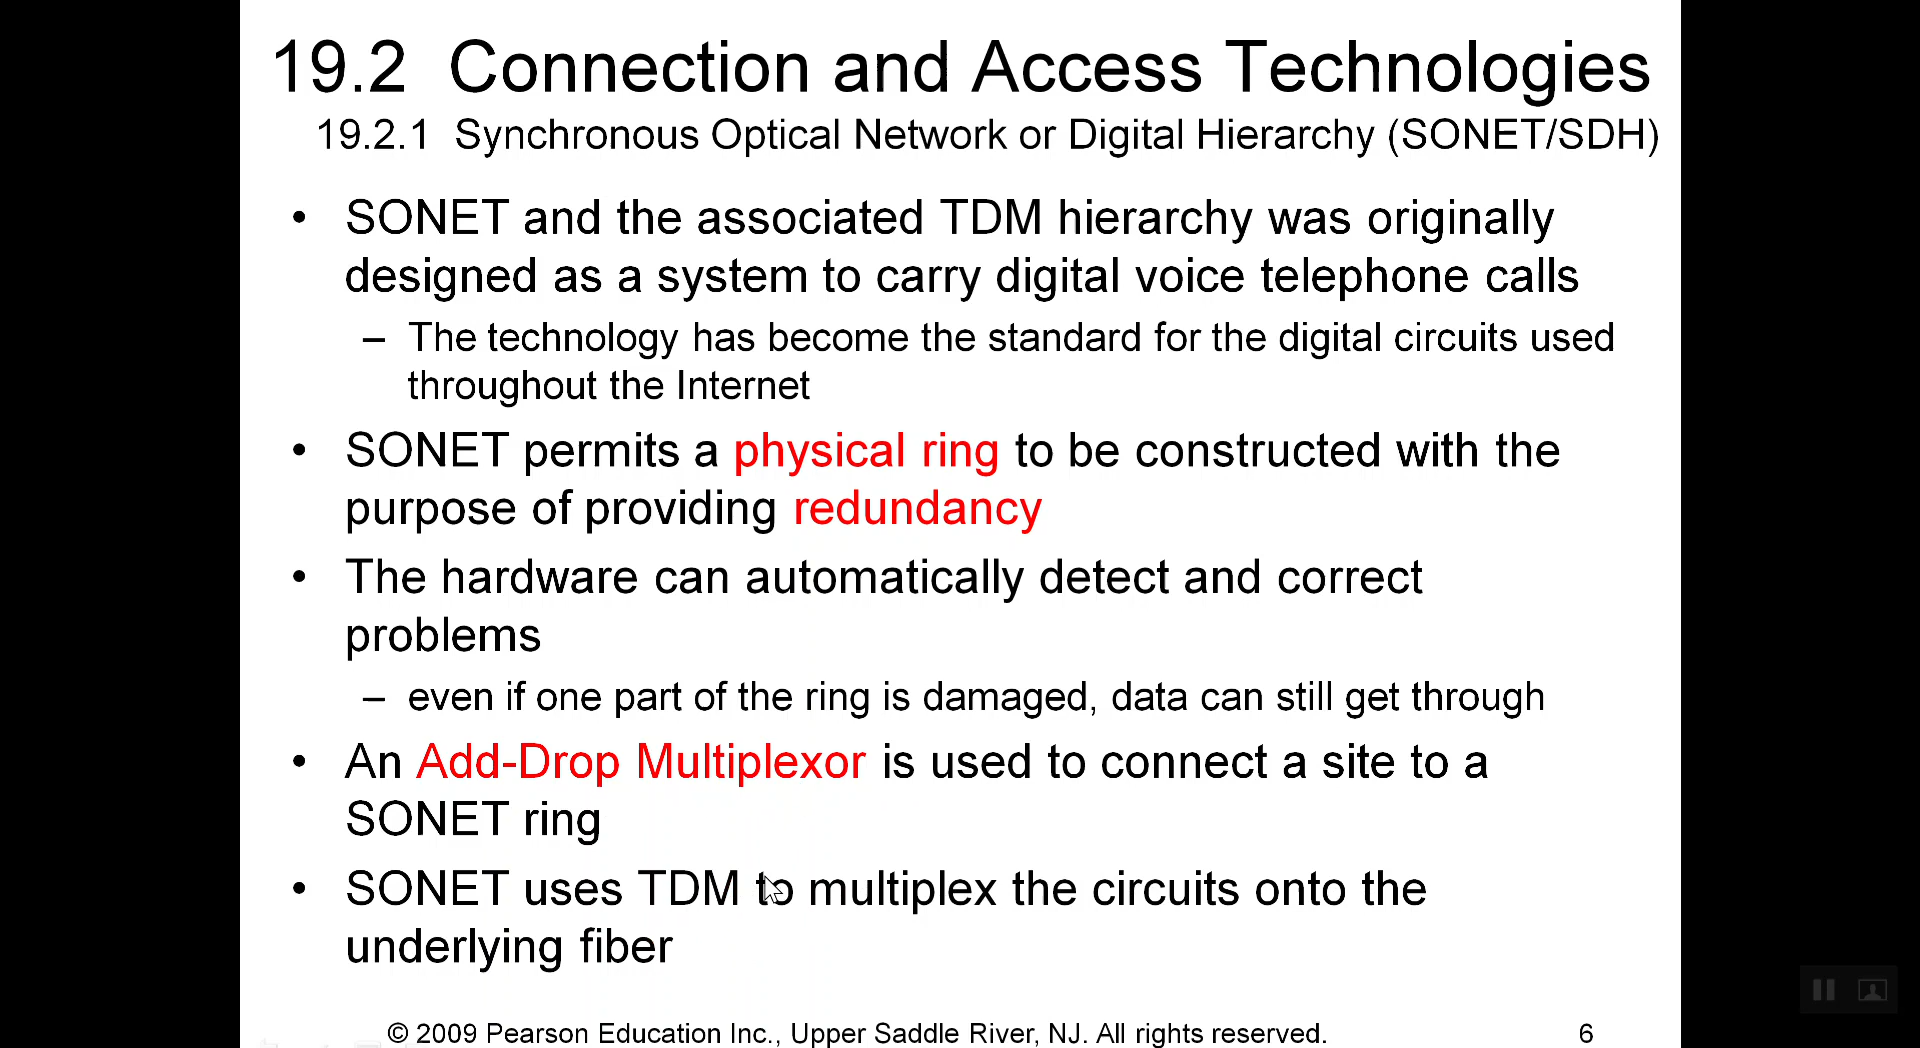 19.2 Connection and Access Technologies
19.2.1 Synchronous Optical Network or Digital Hierarchy (SONET/SDH)
• SONET and the associated TDM hierarchy was originally
designed as a system to carry digital voice telephone calls
– The technology has become the standard for the digital circuits used
throughout the Internet
• SONET permits a physical ring to be constructed with the
purpose of providing redundancy
• The hardware can automatically detect and correct
problems
– even if one part of the ring is damaged, data can still get through
• An Add-Drop Multiplexor is used to connect a site to a
SONET ring
• SONET uses TDM to multiplex the circuits onto the
underlying fiber
© 2009 Pearson Education Inc., Upper Saddle River, NJ. All rights reserved. 6